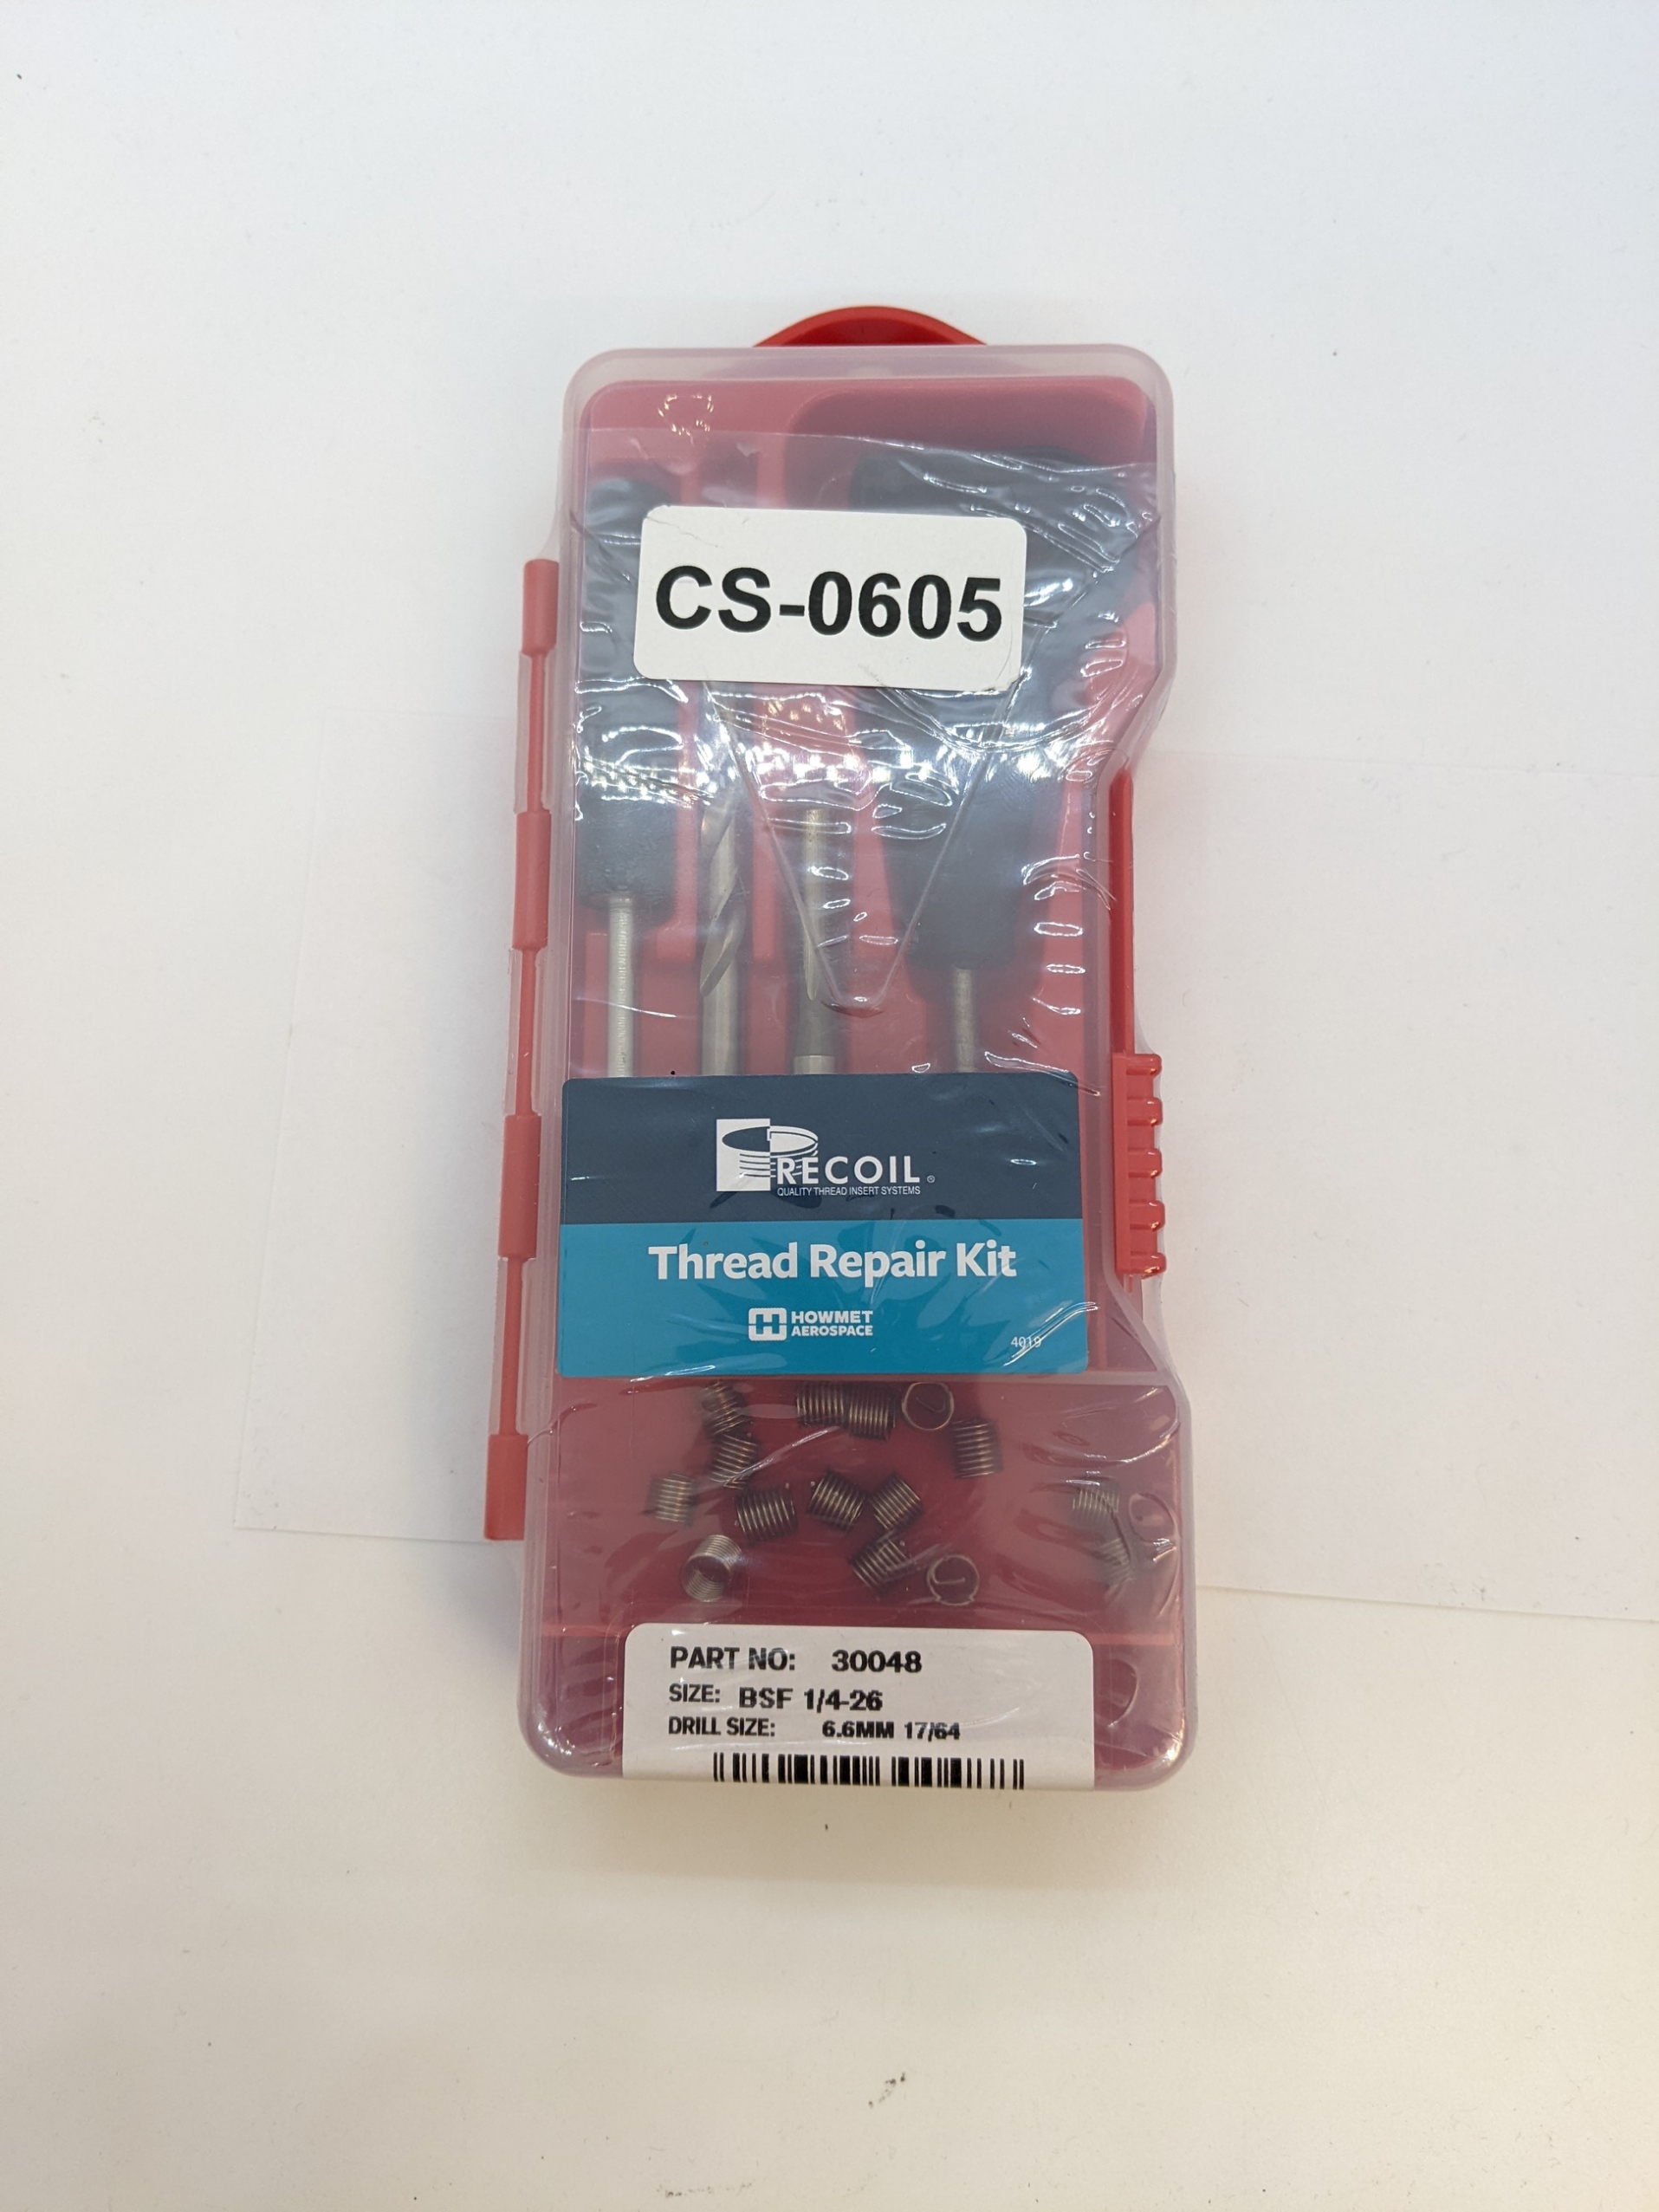 CS-0605
RECOIL®
QUALITY THREAD INSERT SYSTEMS
Thread Repair Kit
HOWMET
AEROSPACE
4019
PART NO: 30048
SIZE: BSF 1/4-26
DRILL SIZE: 6.6MM 17/64